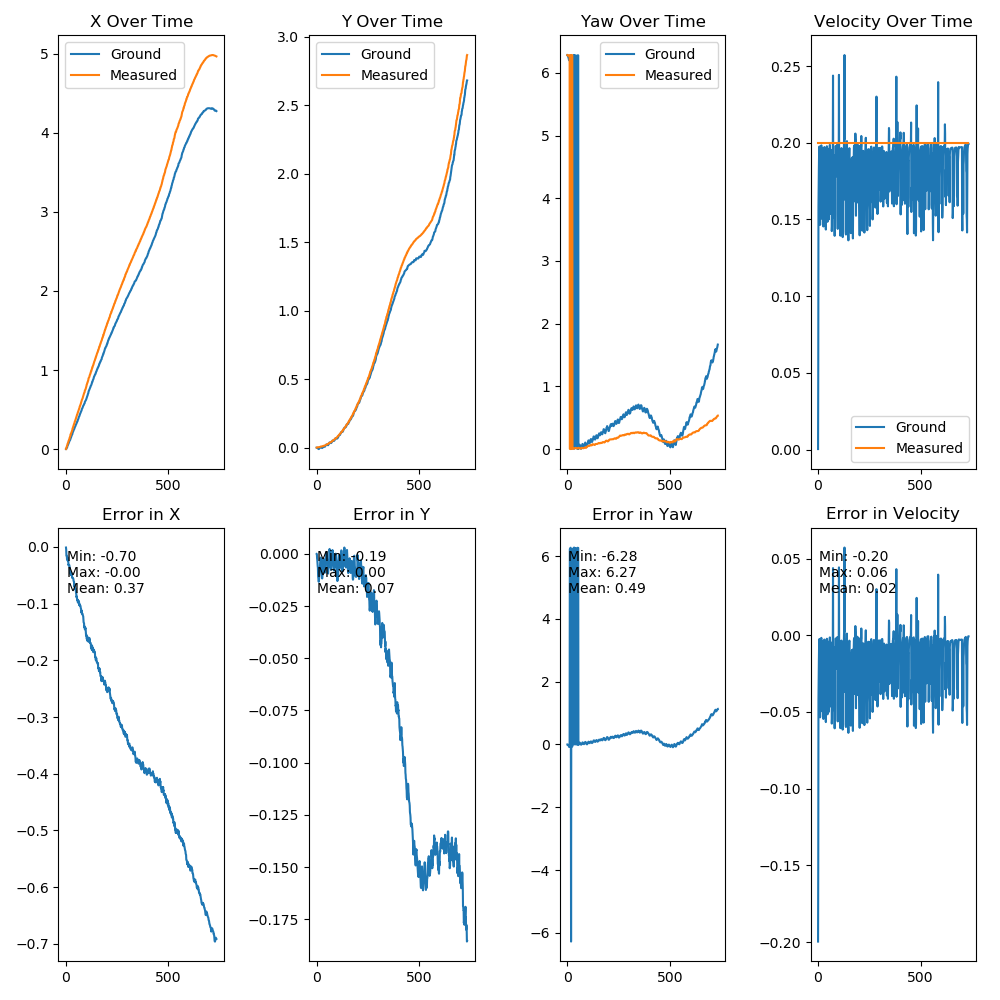 X Over Time
Y Over Time
Yaw Over Time
Velocity Over Time
Ground
Measured
5
4
3
2
1
0
0
500
Ground
Measured
3.0
2.5
2.0
1.5
1.0
0.5
0.0
0
500
Ground
Measured
6
5
4
3
2
1
0
0
500
0.25
0.20
0.15
0.10
0.05
0.00
Ground
Measured
0
500
Error in X
Error in Y
Error in Yaw
Error in Velocity
Min: -0.70
Max: -0.00
Mean: 0.37
0.0
−0.1
−0.2
−0.3
−0.4
−0.5
−0.6
−0.7
0
500
Min: -0.19
Max: 0.00
Mean: 0.07
0.000
−0.025
−0.050
−0.075
−0.100
−0.125
−0.150
−0.175
0
500
Min: -6.28
Max: 6.27
Mean: 0.49
6
4
2
0
−2
−4
−6
0
500
Min: -0.20
Max: 0.06
Mean: 0.02
0.05
0.00
−0.05
−0.10
−0.15
−0.20
0
500